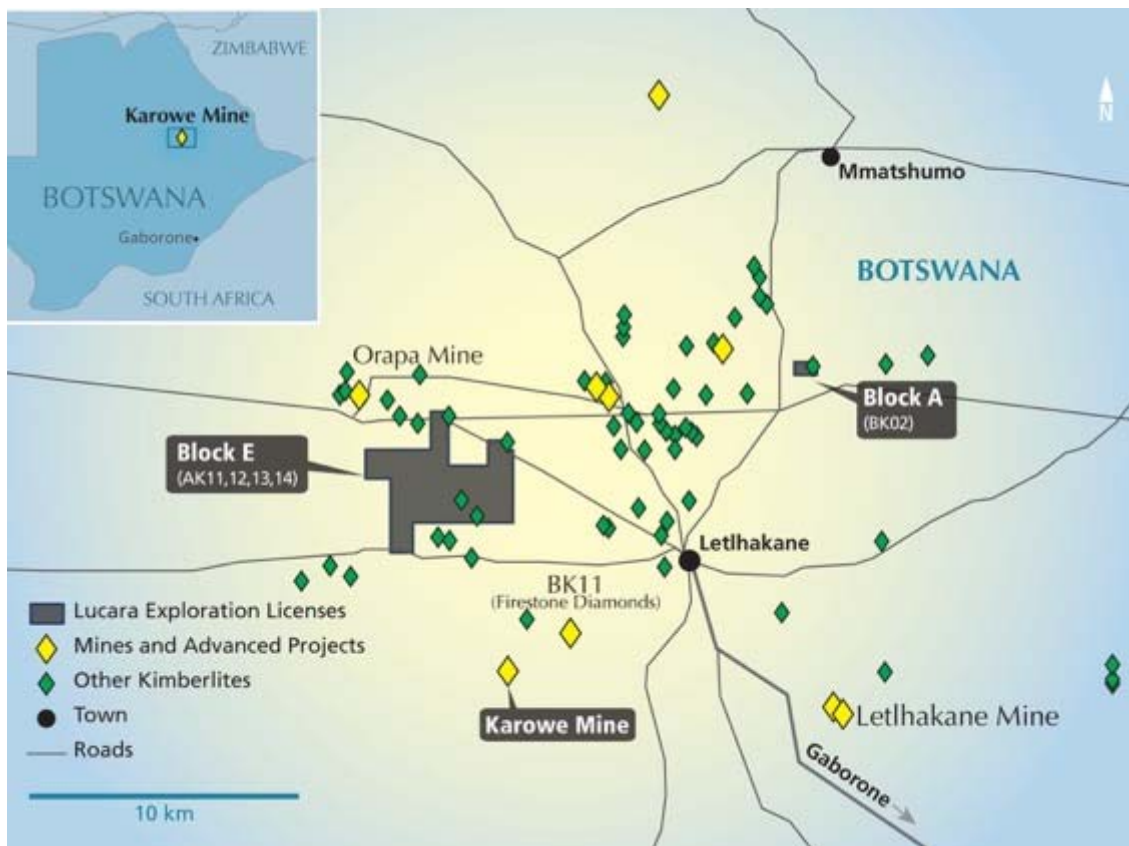 ZIMBABWE
Karowe Mine
BOTSWANA
Gaborone
SOUTH AFRICA
N
Mmatshumo
BOTSWANA
Orapa Mine
Block A
(BK02)
Block E
(AK11,12,13,14)
Letlhakane
BK11
(Firestone Diamonds)
Lucara Exploration Licenses
Mines and Advanced Projects
Other Kimberlites
Town
Roads
10 km
Karowe Mine
Letlhakane Mine
Gaborone